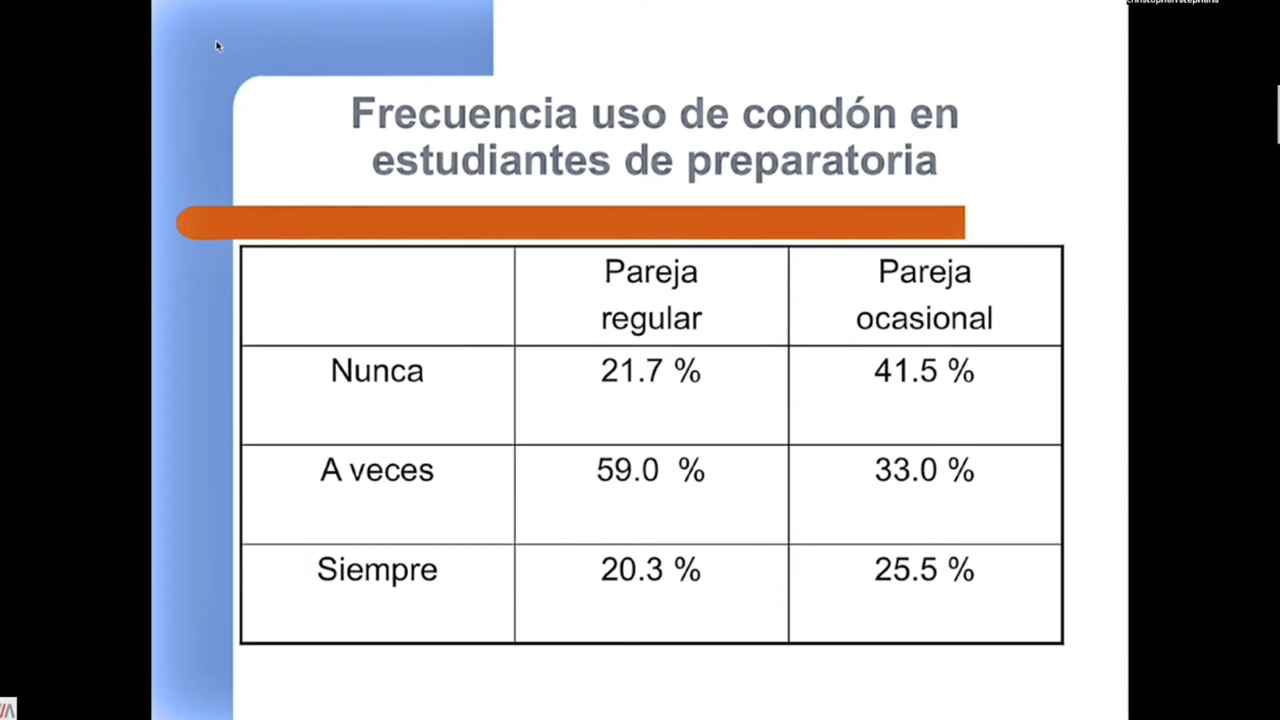 Frecuencia uso de condón en
estudiantes de preparatoria
Pareja regular Pareja ocasional
Nunca 21.7 % 41.5 %
A veces 59.0 % 33.0 %
Siempre 20.3 % 25.5 %